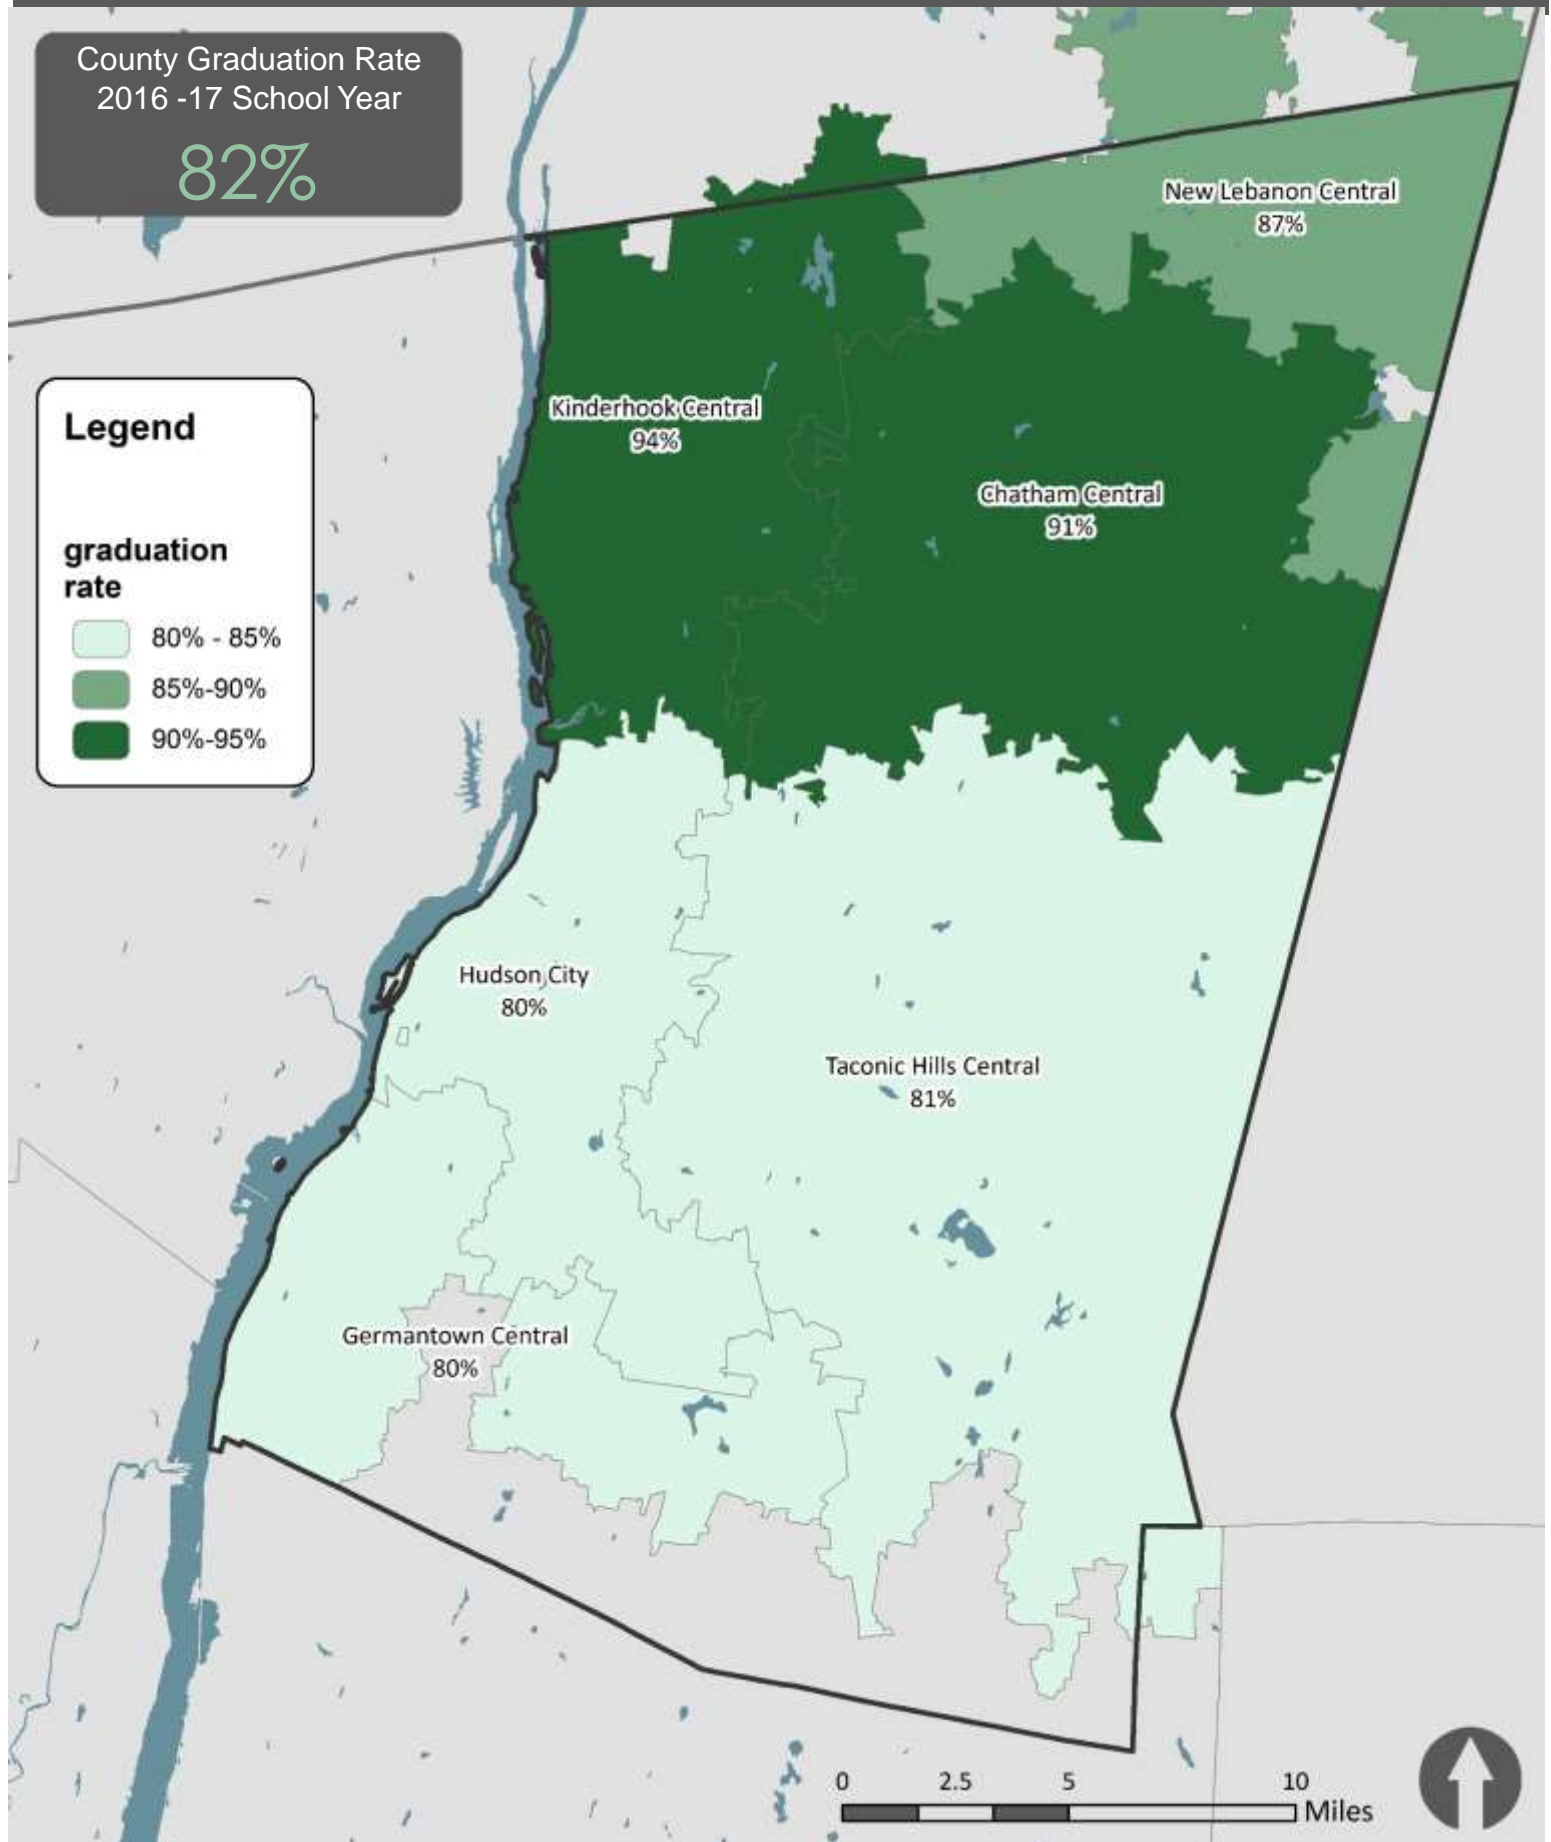 County Graduation Rate
2016 -17 School Year
82%
New Lebanon Central
87%
Legend
graduation
rate
80% - 85%
85%-90%
90%-95%
Kinderhook Central
94%
Chatham Central
91%
Hudson City
80%
Taconic Hills Central
81%
Germantown Central
80%
0 2.5 5 10
Miles